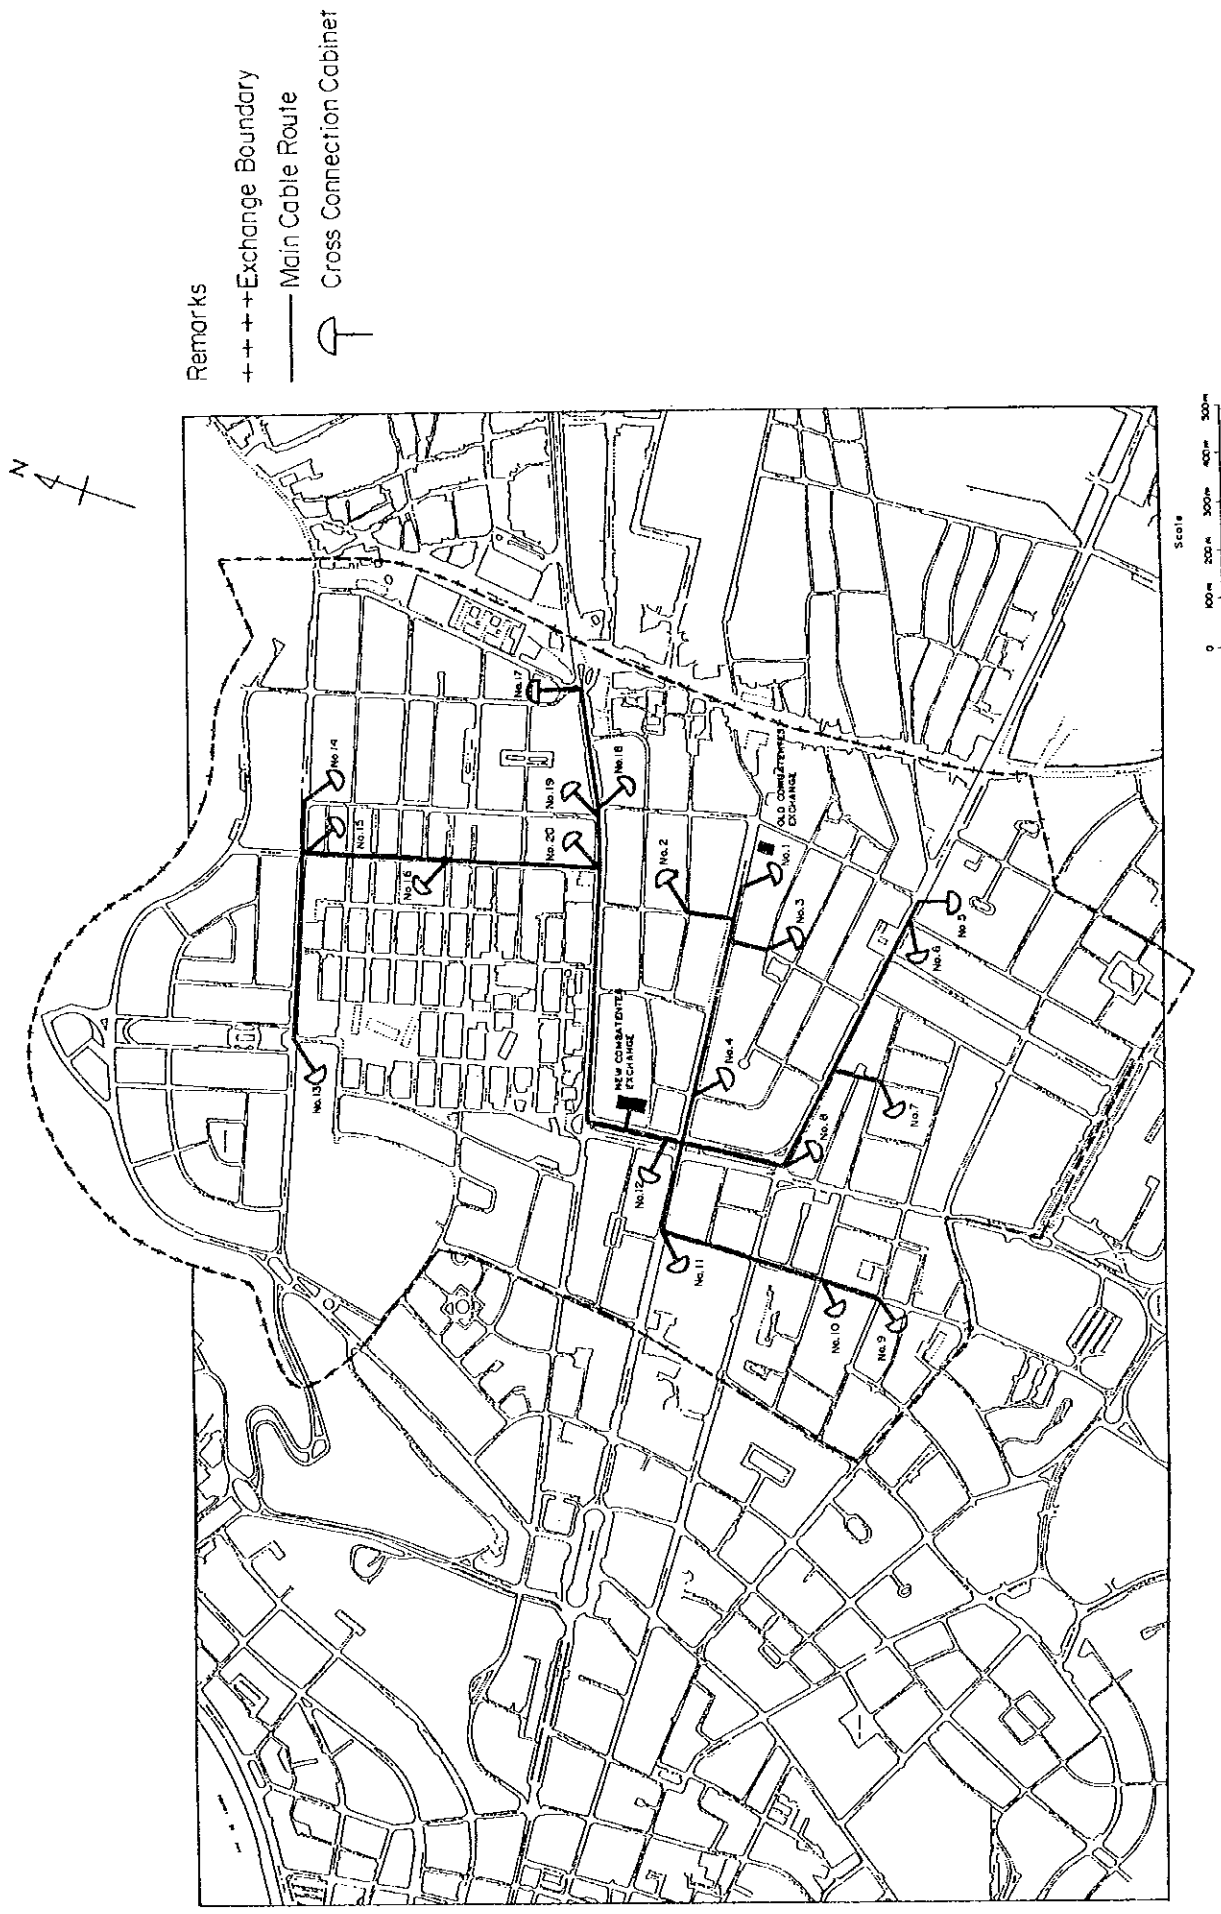 Remarks
Exchange Boundary
Main Cable Route
Cross Connection Cabinet
N
No.14
No.15
No.16
No.13
No.17
No.18
No.19
No.20
No.2
OLD COMBATENTES
EXCHANGE
No.1
No.3
NEW COMBATENTES
EXCHANGE
No.4
No.5
No.6
No.7
No.8
No.12
No.11
No.10
No.9
Scale
0 100m 200m 300m 400m 500m